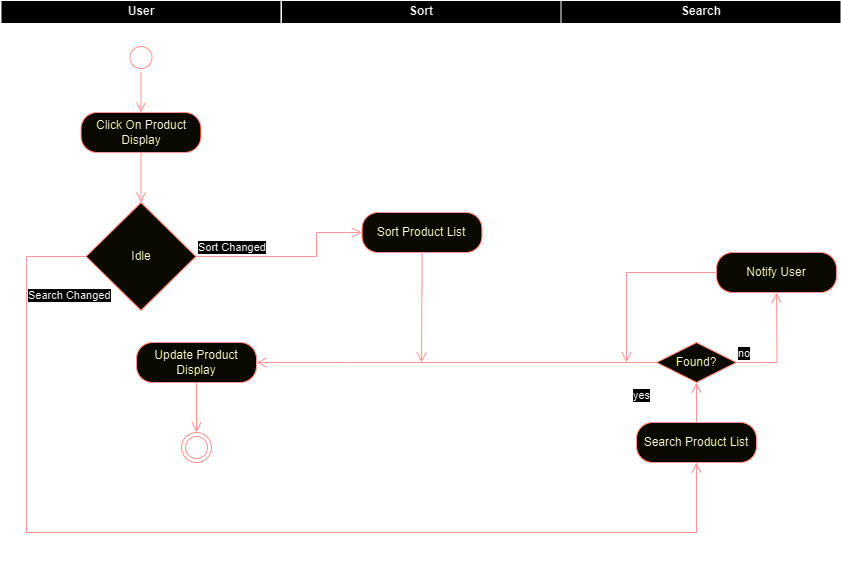 User
Sort
Search
Click On Product
Display
Idle
Sort Changed
Sort Product List
Search Changed
Notify User
Update Product
Display
Found?
no
yes
Search Product List